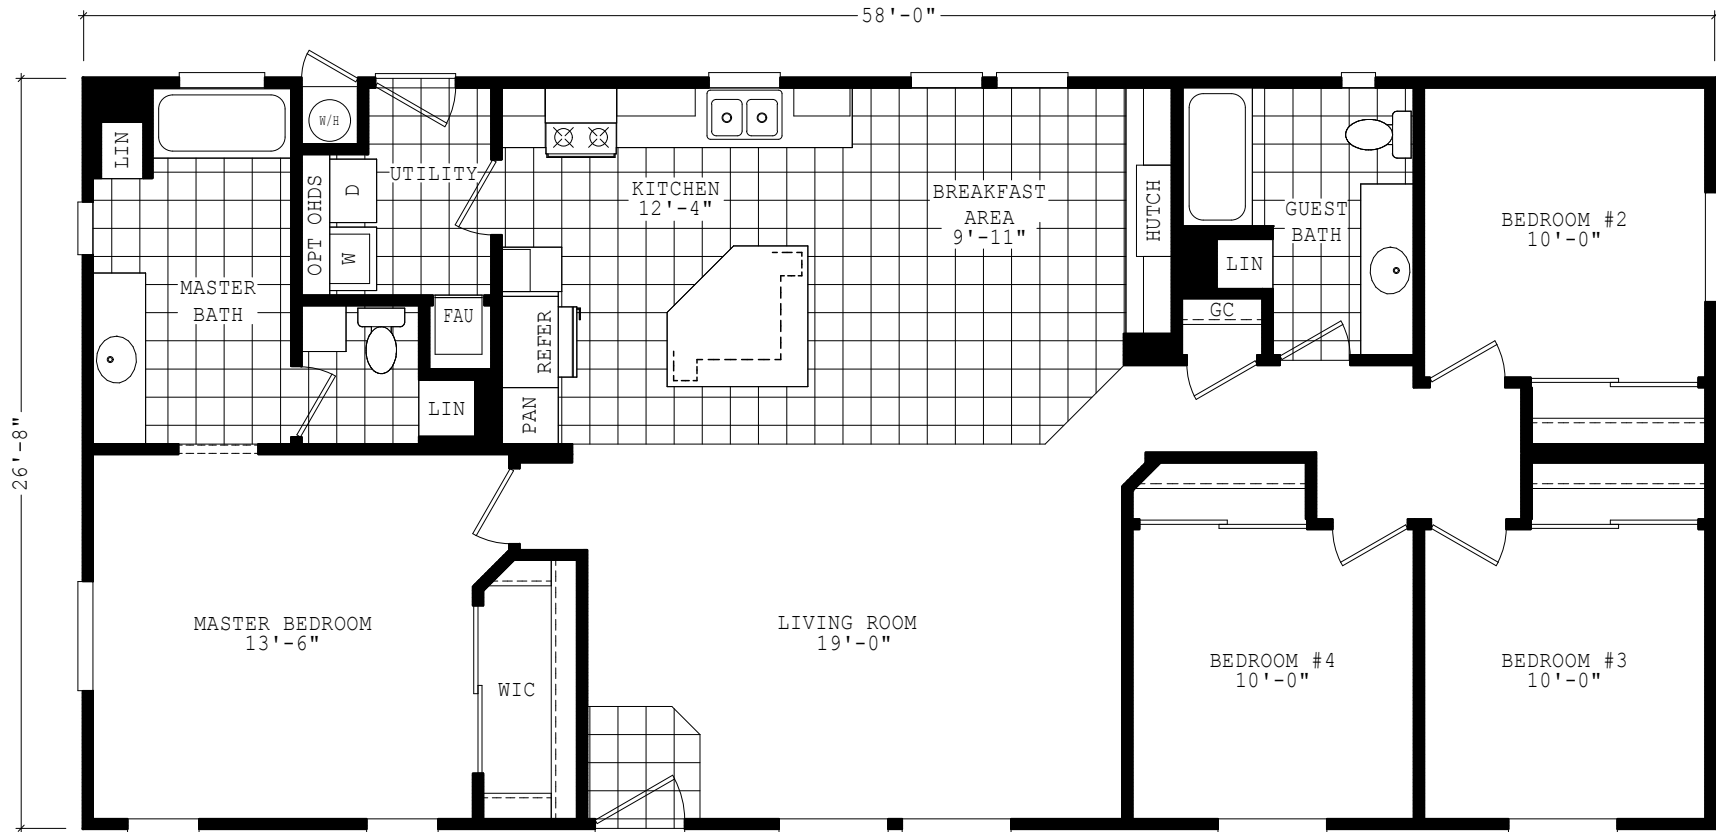 58'-0"
26'-8"
LIN
W/H
UTILITY
OPT OHDS
D
W
MASTER
BATH
FAU
LIN
KITCHEN
12'-4"
REFER
PAN
BREAKFAST
AREA
9'-11"
HUTCH
GUEST
BATH
LIN
GC
BEDROOM #2
10'-0"
MASTER BEDROOM
13'-6"
WIC
LIVING ROOM
19'-0"
BEDROOM #4
10'-0"
BEDROOM #3
10'-0"